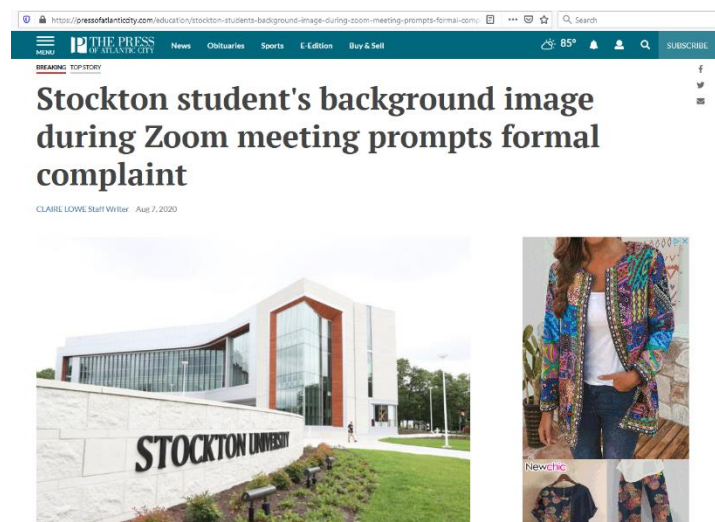 https://pressofatlanticcity.com/education/stockton-students-background-image-during-zoom-meeting-prompts-formal-comp
Search
MENU
THE PRESS
OF ATLANTIC CITY
News Obituaries Sports E-Edition Buy & Sell
85°
SUBSCRIBE
BREAKING TOP STORY
Stockton student's background image
during Zoom meeting prompts formal
complaint
CLAIRE LOWE Staff Writer Aug 7, 2020
STOCKTON UNIVERSITY
Newchic